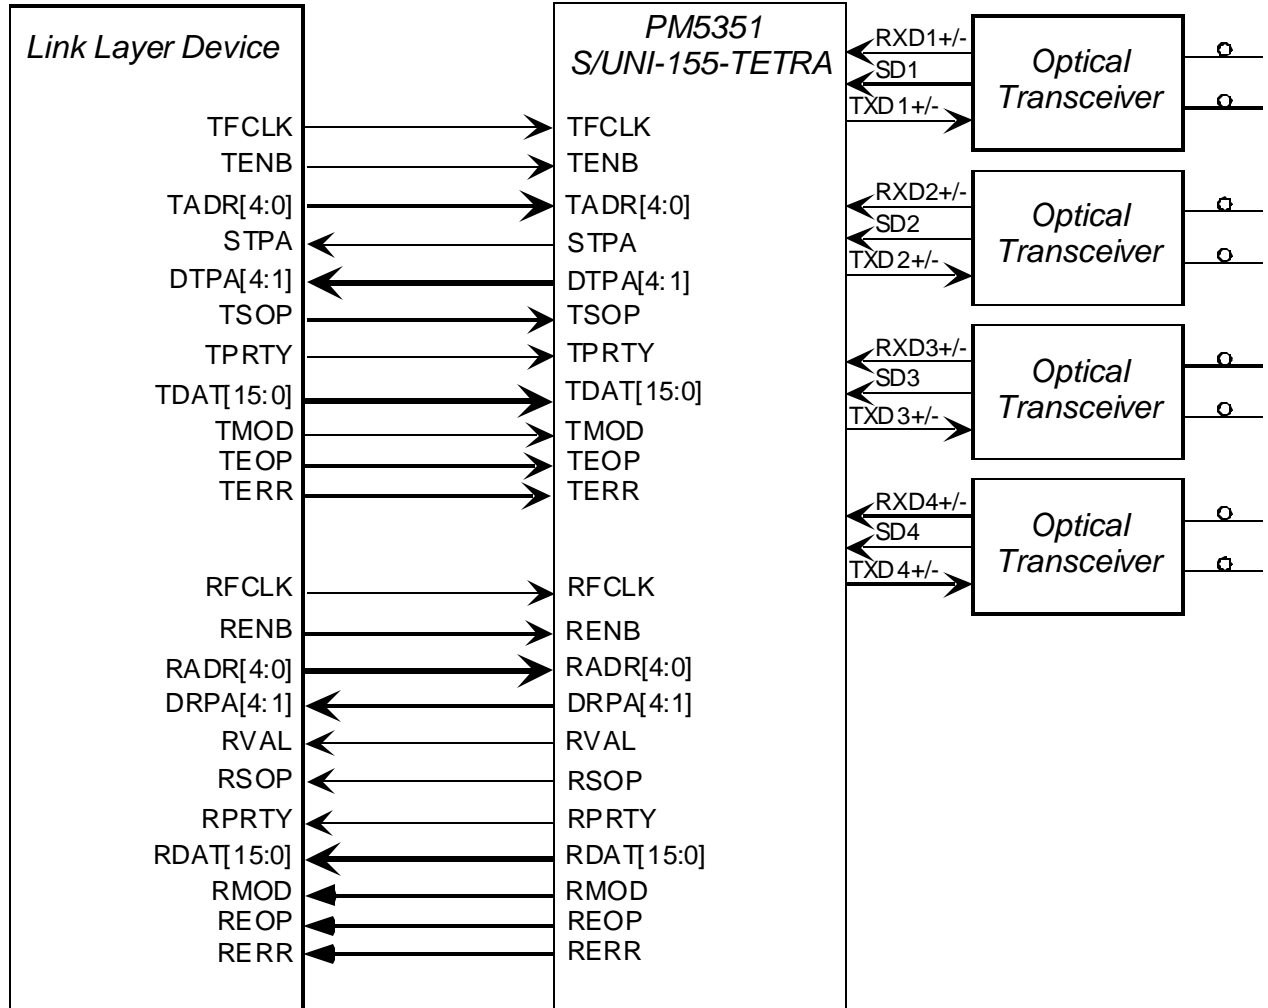 Link Layer Device
TFCLK
TENB
TADR[4:0]
STPA
DTPA[4:1]
TSOP
TPRTY
TDAT[15:0]
TMOD
TEOP
TERR
RFCLK
RENB
RADR[4:0]
DRPA[4:1]
RVAL
RSOP
RPRTY
RDAT[15:0]
RMOD
REOP
RERR
PM5351
S/UNI-155-TETRA
TFCLK
TENB
TADR[4:0]
STPA
DTPA[4:1]
TSOP
TPRTY
TDAT[15:0]
TMOD
TEOP
TERR
RFCLK
RENB
RADR[4:0]
DRPA[4:1]
RVAL
RSOP
RPRTY
RDAT[15:0]
RMOD
REOP
RERR
RXD1+/-
SD1
TXD1+/-
Optical
Transceiver
RXD2+/-
SD2
TXD2+/-
Optical
Transceiver
RXD3+/-
SD3
TXD3+/-
Optical
Transceiver
RXD4+/-
SD4
TXD4+/-
Optical
Transceiver